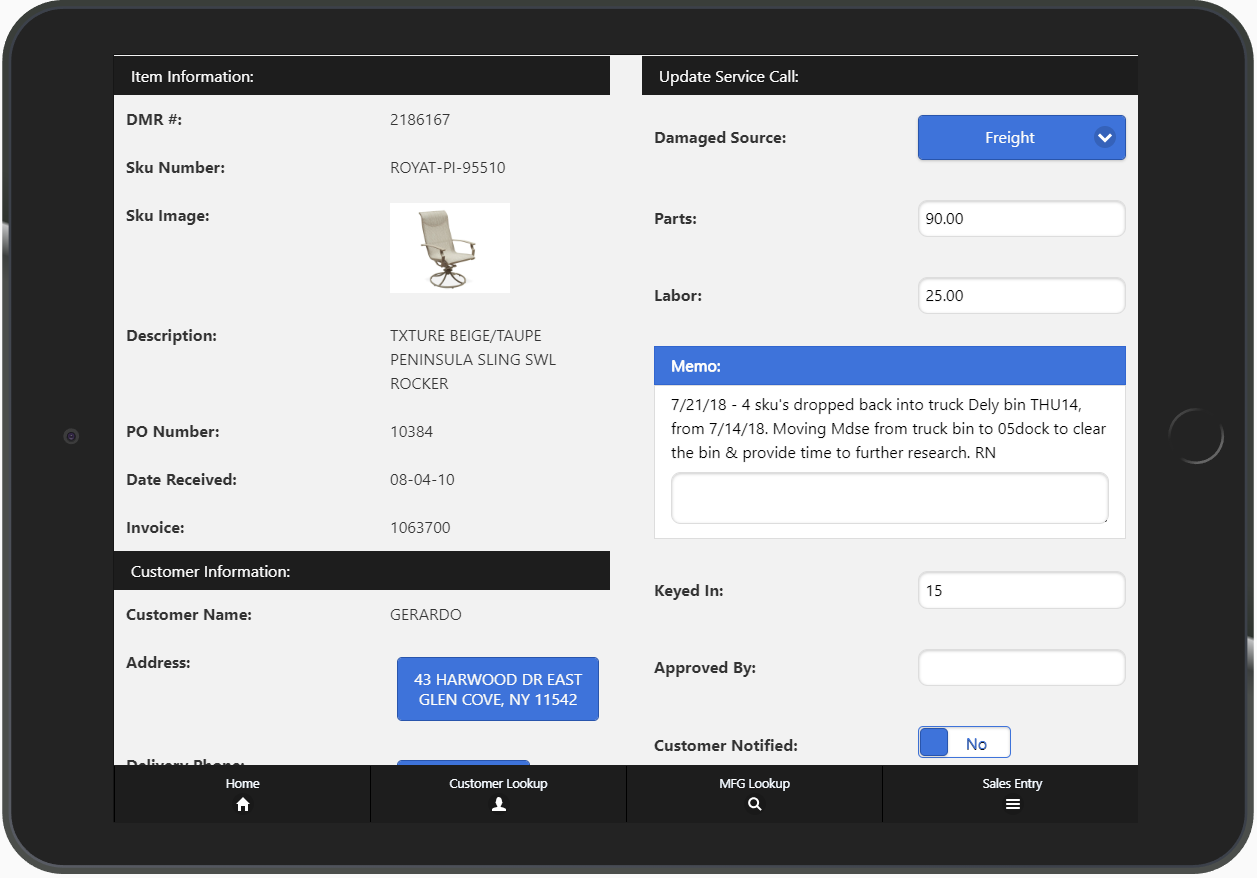 Item Information:
DMR #: 2186167
Sku Number: ROYAT-PI-95510
Sku Image:
Description: TXTURE BEIGE/TAUPE
PENINSULA SLING SWL
ROCKER
PO Number: 10384
Date Received: 08-04-10
Invoice: 1063700
Customer Information:
Customer Name: GERARDO
Address: 43 HARWOOD DR EAST
GLEN COVE, NY 11542
Delivery Phone:
Update Service Call:
Damaged Source: Freight
Parts: 90.00
Labor: 25.00
Memo:
7/21/18 - 4 sku's dropped back into truck Dely bin THU14,
from 7/14/18. Moving Mdse from truck bin to 05dock to clear
the bin & provide time to further research. RN
Keyed In: 15
Approved By:
Customer Notified: No
Home
Customer Lookup
MFG Lookup
Sales Entry